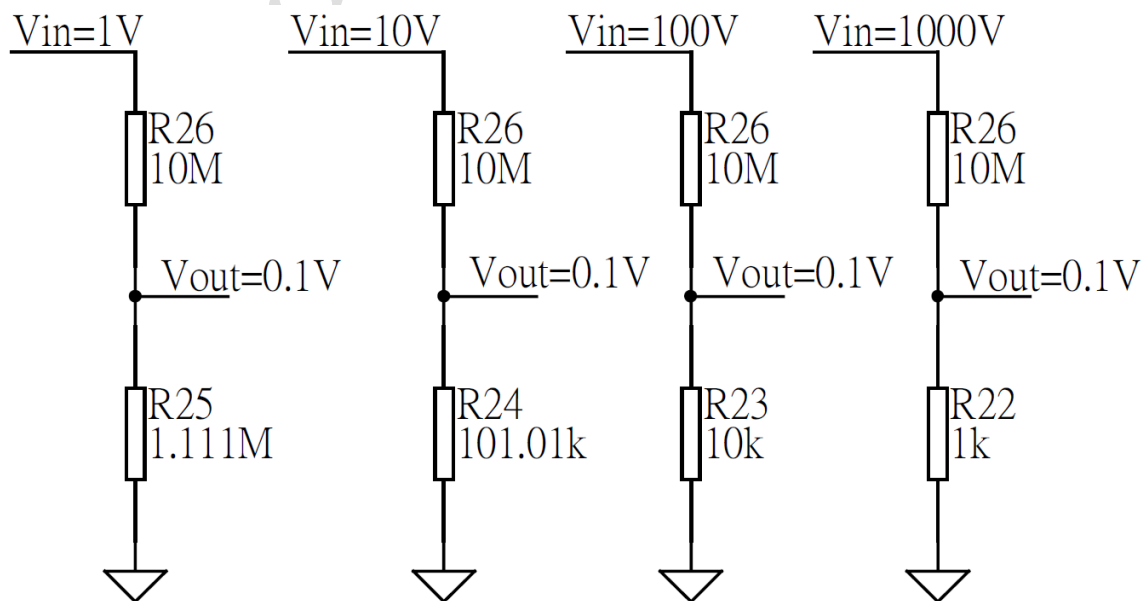 Vin=1V
R26
10M
Vout=0.1V
R25
1.111M
Vin=10V
R26
10M
Vout=0.1V
R24
101.01k
Vin=100V
R26
10M
Vout=0.1V
R23
10k
Vin=1000V
R26
10M
Vout=0.1V
R22
1k